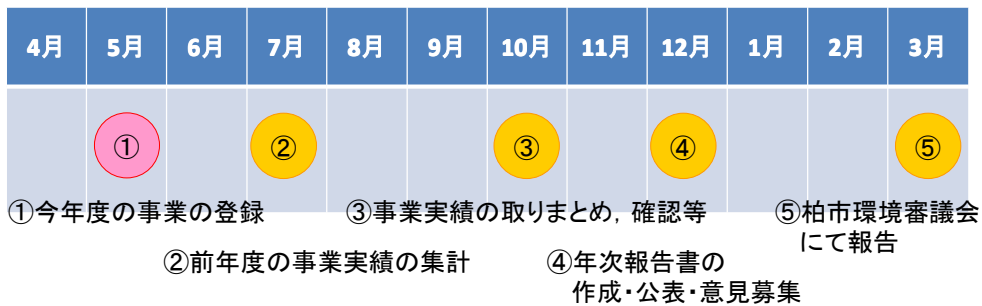 4月 5月 6月 7月 8月 9月 10月 11月 12月 1月 2月 3月
① ② ③ ④ ⑤
①今年度の事業の登録
③事業実績の取りまとめ，確認等
⑤柏市環境審議会
にて報告
②前年度の事業実績の集計
④年次報告書の
作成・公表・意見募集